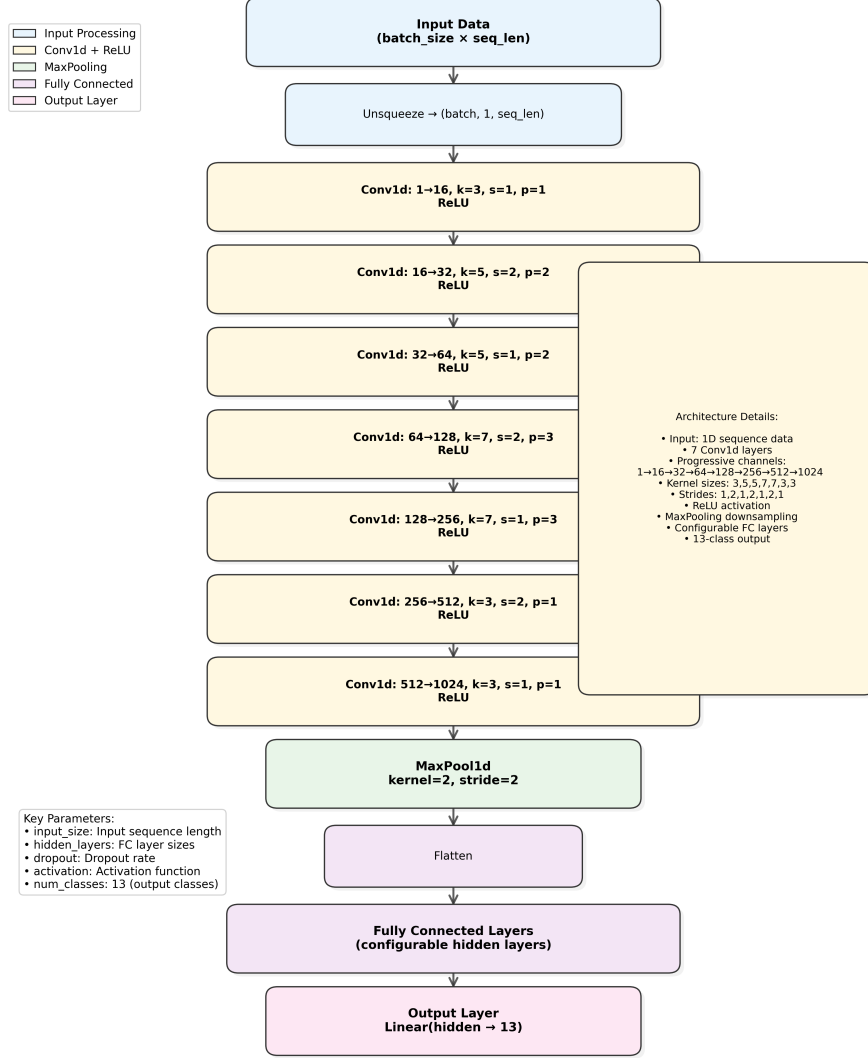 Input Data
(batch_size × seq_len)
Input Processing
Conv1d + ReLU
MaxPooling
Fully Connected
Output Layer
Unsqueeze → (batch, 1, seq_len)
Conv1d: 1→16, k=3, s=1, p=1
ReLU
Conv1d: 16→32, k=5, s=2, p=2
ReLU
Conv1d: 32→64, k=5, s=1, p=2
ReLU
Conv1d: 64→128, k=7, s=2, p=3
ReLU
Conv1d: 128→256, k=7, s=1, p=3
ReLU
Conv1d: 256→512, k=3, s=2, p=1
ReLU
Conv1d: 512→1024, k=3, s=1, p=1
ReLU
Architecture Details:
• Input: 1D sequence data
• 7 Conv1d layers
• Progressive channels:
1→16→32→64→128→256→512→1024
• Kernel sizes: 3,5,5,7,7,3,3
• Strides: 1,2,1,2,1,2,1
• ReLU activation
• MaxPooling downsampling
• Configurable FC layers
• 13-class output
MaxPool1d
kernel=2, stride=2
Key Parameters:
• input_size: Input sequence length
• hidden_layers: FC layer sizes
• dropout: Dropout rate
• activation: Activation function
• num_classes: 13 (output classes)
Flatten
Fully Connected Layers
(configurable hidden layers)
Output Layer
Linear(hidden → 13)